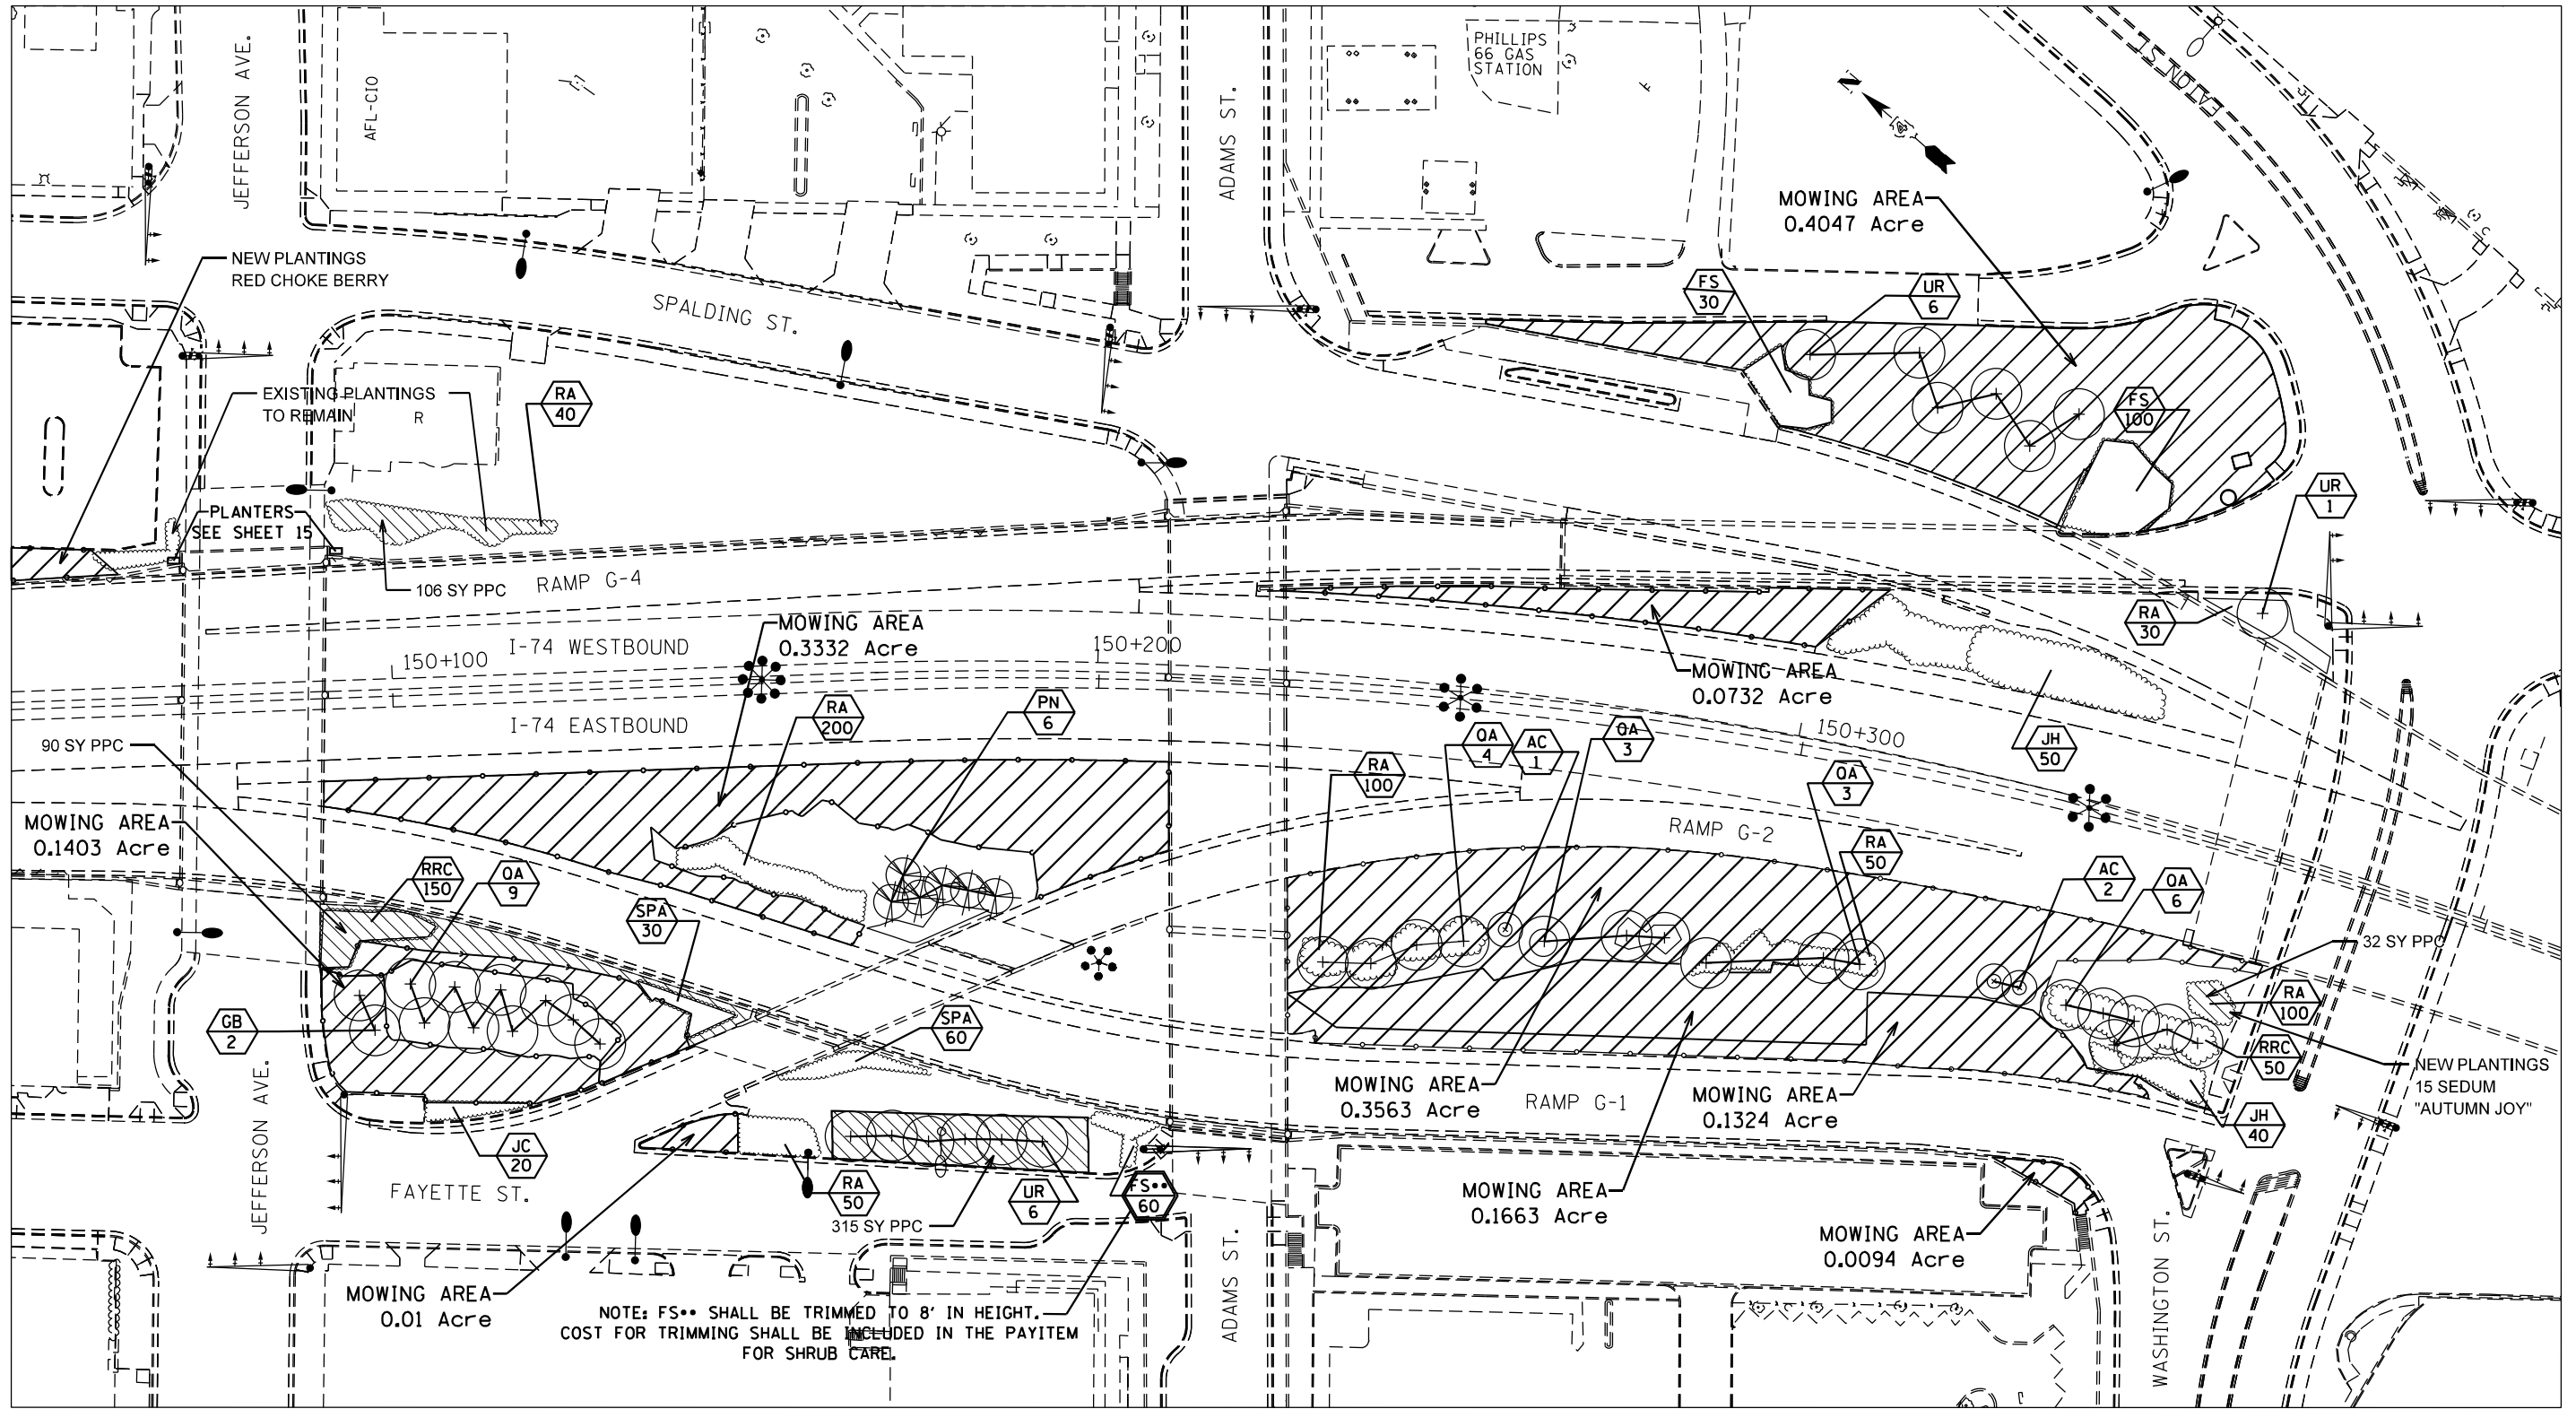 JEFFERSON AVE.
AFL-CIO
ADAMS ST.
PHILLIPS
66 GAS
STATION
EATON ST.
N
MOWING AREA
0.4047 Acre
NEW PLANTINGS
RED CHOKE BERRY
SPALDING ST.
FS
30
UR
6
EXISTING PLANTINGS
TO REMAIN
R
RA
40
FS
100
UR
1
PLANTERS
SEE SHEET 15
106 SY PPC
RAMP G-4
RA
30
MOWING AREA
0.3332 Acre
I-74 WESTBOUND
150+100
150+200
MOWING AREA
0.0732 Acre
I-74 EASTBOUND
RA
200
PN
6
150+300
JH
50
90 SY PPC
QA
4
AC
1
QA
3
RA
100
QA
3
MOWING AREA
0.1403 Acre
RAMP G-2
RA
50
RRC
150
QA
9
SPA
30
AC
2
QA
6
32 SY PPC
GB
2
SPA
60
RA
100
RRC
50
NEW PLANTINGS
15 SEDUM
"AUTUMN JOY"
MOWING AREA
0.3563 Acre
RAMP G-1
MOWING AREA
0.1324 Acre
JH
40
JEFFERSON AVE.
JC
20
FAYETTE ST.
RA
50
315 SY PPC
UR
6
FS••
60
MOWING AREA
0.1663 Acre
MOWING AREA
0.0094 Acre
ADAMS ST.
WASHINGTON ST.
MOWING AREA
0.01 Acre
NOTE: FS•• SHALL BE TRIMMED TO 8' IN HEIGHT.
COST FOR TRIMMING SHALL BE INCLUDED IN THE PAYITEM
FOR SHRUB CARE.